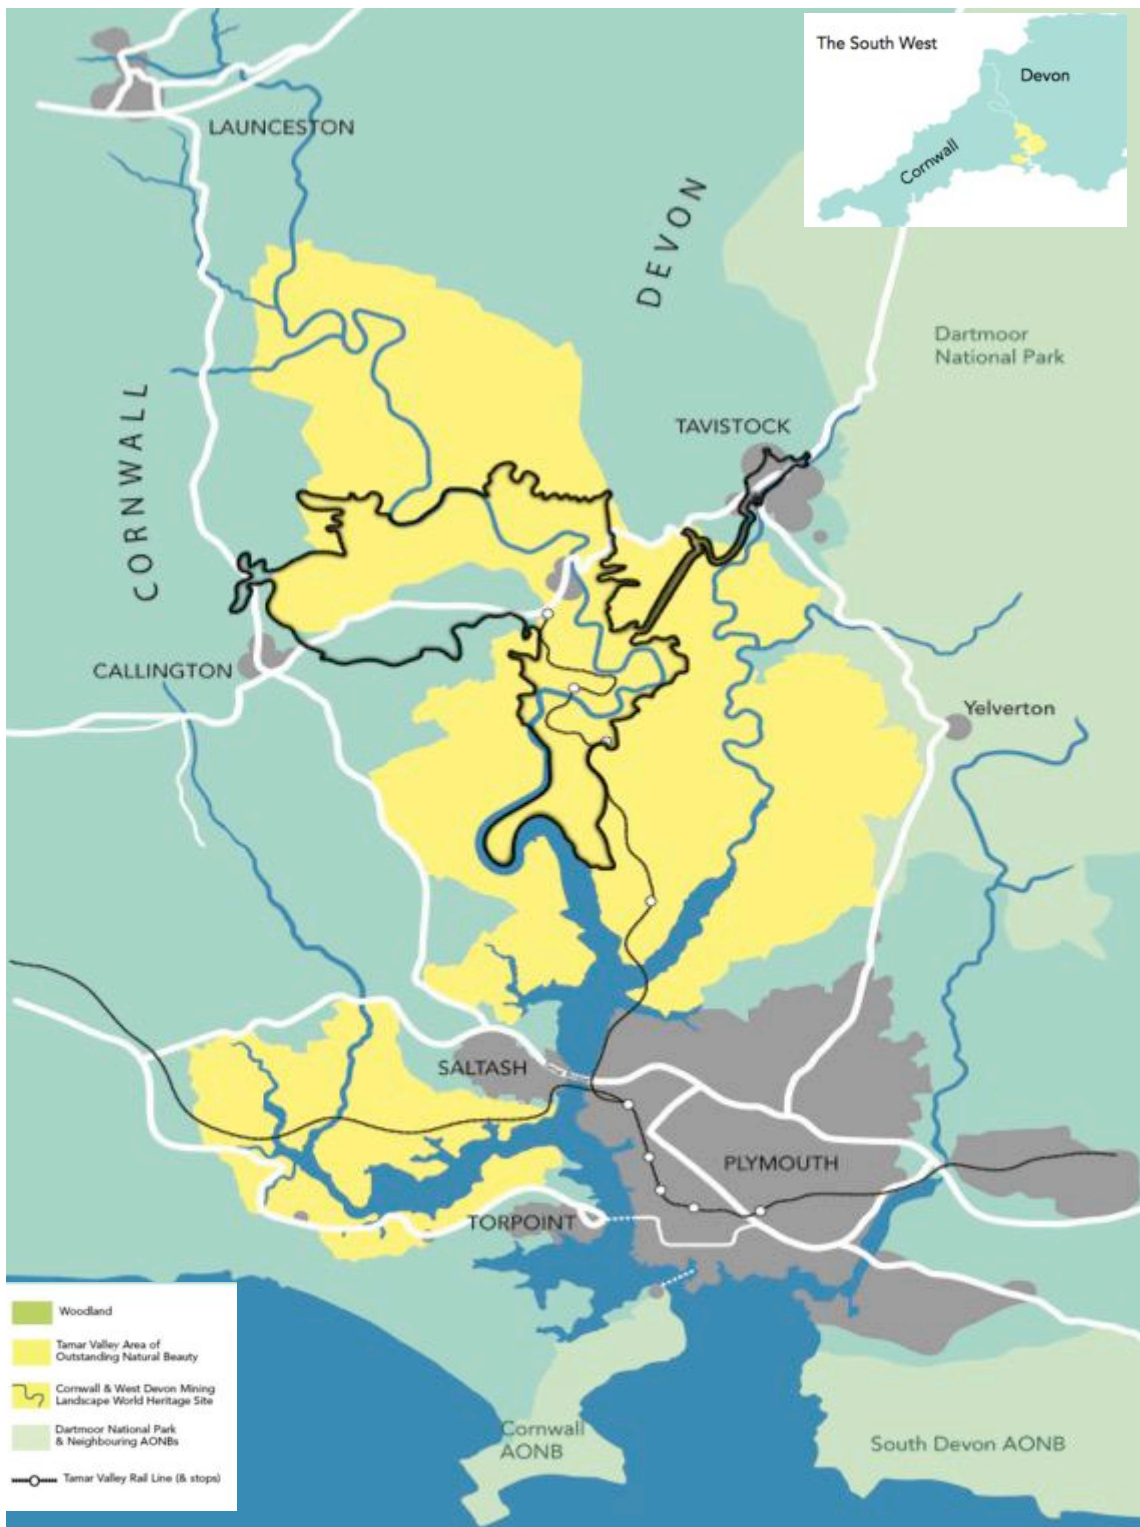 The South West
Devon
Cornwall
LAUNCESTON
DEVON
Dartmoor
National Park
CORNWALL
TAVISTOCK
CALLINGTON
Yelverton
SALTASH
PLYMOUTH
TORPOINT
Woodland
Tamar Valley Area of
Outstanding Natural Beauty
Cornwall & West Devon Mining
Landscape World Heritage Site
Dartmoor National Park
& Neighbouring AONBs
Tamar Valley Rail Line (& stops)
Cornwall
AONB
South Devon AONB